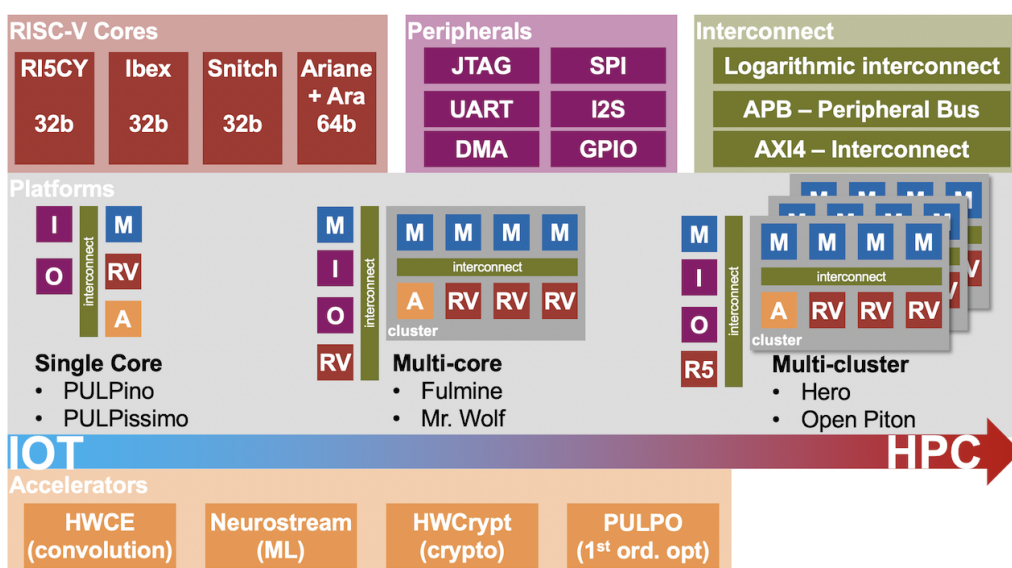 RISC-V Cores
RI5CY
32b
Ibex
32b
Snitch
32b
Ariane
+ Ara
64b
Peripherals
JTAG
SPI
UART
I2S
DMA
GPIO
Interconnect
Logarithmic interconnect
APB – Peripheral Bus
AXI4 – Interconnect
Platforms
I
O
interconnect
M
RV
A
Single Core
• PULPino
• PULPissimo
M
I
O
RV
interconnect
M M M M
interconnect
A RV RV RV
cluster
Multi-core
• Fulmine
• Mr. Wolf
M
I
O
R5
interconnect
M M M M
M M M M
M M M M
interconnect
A RV RV RV
cluster
Multi-cluster
• Hero
• Open Piton
IOT
HPC
Accelerators
HWCE
(convolution)
Neurostream
(ML)
HWCrypt
(crypto)
PULPO
(1st ord. opt)